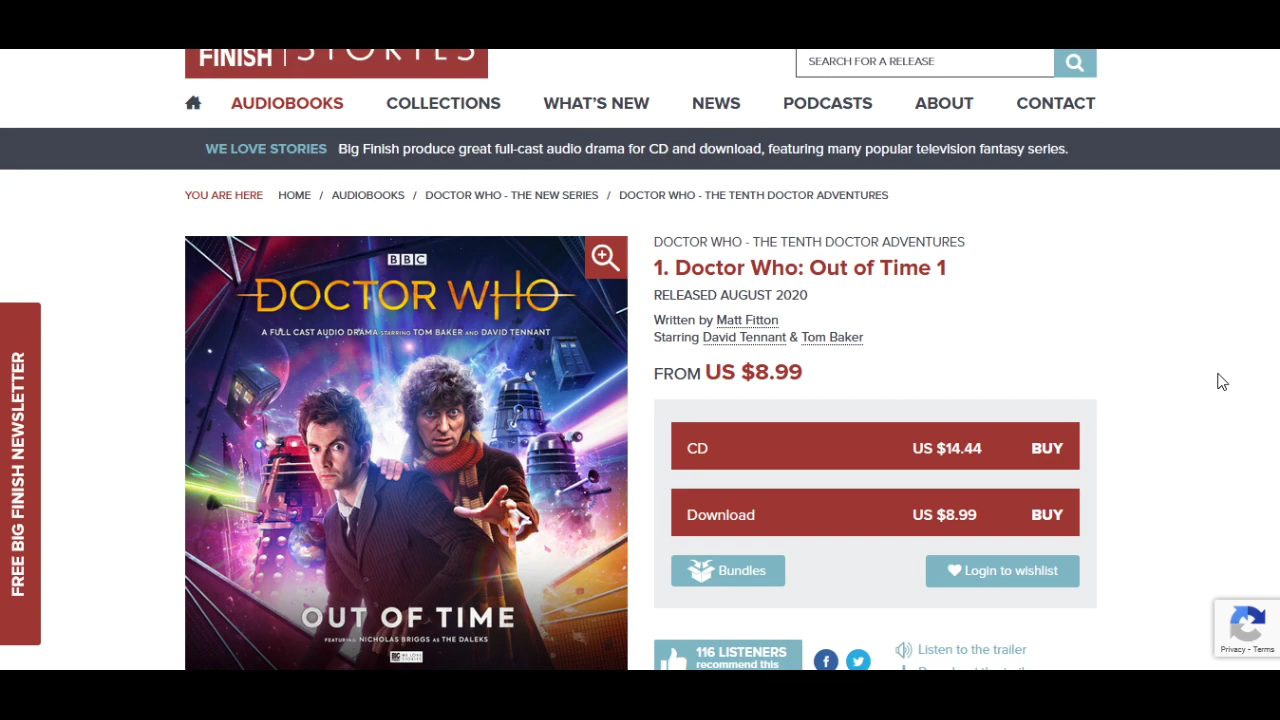 FINISH | STORIES
SEARCH FOR A RELEASE
AUDIOBOOKS COLLECTIONS WHAT'S NEW NEWS PODCASTS ABOUT CONTACT
WE LOVE STORIES Big Finish produce great full-cast audio drama for CD and download, featuring many popular television fantasy series.
YOU ARE HERE HOME / AUDIOBOOKS / DOCTOR WHO - THE NEW SERIES / DOCTOR WHO - THE TENTH DOCTOR ADVENTURES
BBC
DOCTOR WHO
A FULL CAST AUDIO DRAMA STARRING TOM BAKER AND DAVID TENNANT
OUT OF TIME
FEATURING NICHOLAS BRIGGS AS THE DALEKS
DOCTOR WHO - THE TENTH DOCTOR ADVENTURES
1. Doctor Who: Out of Time 1
RELEASED AUGUST 2020
Written by Matt Fitton
Starring David Tennant & Tom Baker
FROM US $8.99
CD US $14.44 BUY
Download US $8.99 BUY
Bundles Login to wishlist
116 LISTENERS
recommend this
Listen to the trailer
FREE BIG FINISH NEWSLETTER
Privacy - Terms